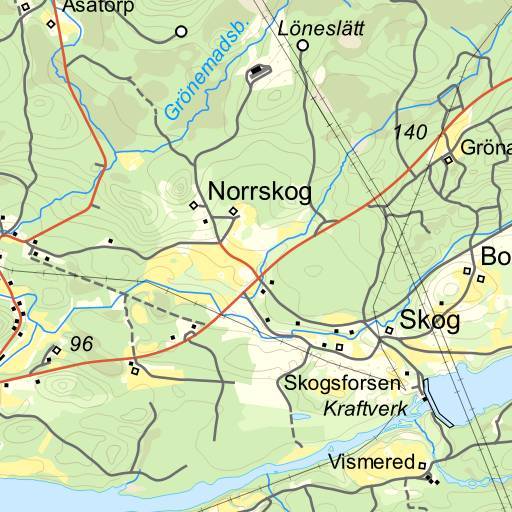 Asatorp
Löneslätt
Grönemadsb.
140
Gröna
Norrskog
Bo
Skog
96
Skogsforsen
Kraftverk
Vismered